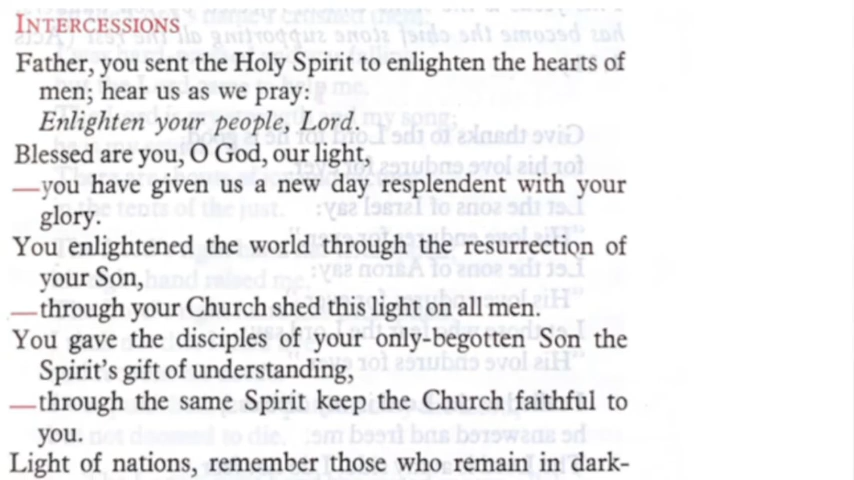 INTERCESSIONS
Father, you sent the Holy Spirit to enlighten the hearts of
men; hear us as we pray:
Enlighten your people, Lord.
Blessed are you, O God, our light,
—you have given us a new day resplendent with your
glory.
You enlightened the world through the resurrection of
your Son,
—through your Church shed this light on all men.
You gave the disciples of your only-begotten Son the
Spirit’s gift of understanding,
—through the same Spirit keep the Church faithful to
you.
Light of nations, remember those who remain in dark-